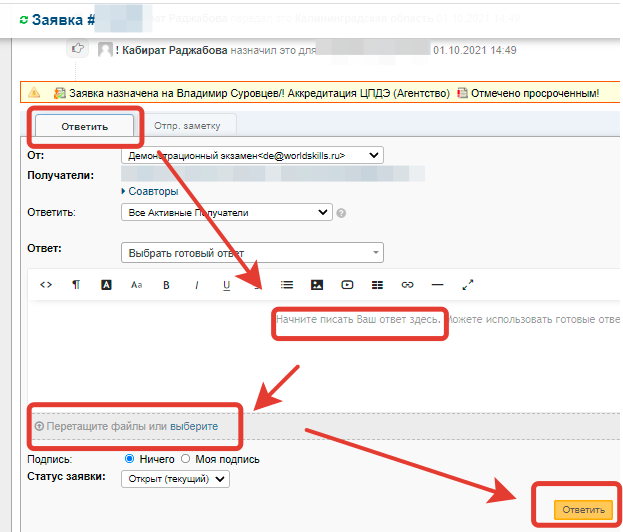 Заявка #
! Кабират Раджабова назначил это для 01.10.2021 14:49
Заявка назначена на Владимир Суровцев/! Аккредитация ЦПДЭ (Агентство) Отмечено просроченным!
Ответить Отпр. заметку
От: Демонстрационный экзамен<de@worldskills.ru>
Получатели:
Соавторы
Ответить: Все Активные Получатели
Ответ: Выбрать готовый ответ
<> ¶ A Aa B I U S
Начните писать Ваш ответ здесь. Можете использовать готовые отве
Перетащите файлы или выберите
Подпись: Ничего Моя подпись
Статус заявки: Открыт (текущий)
Ответить